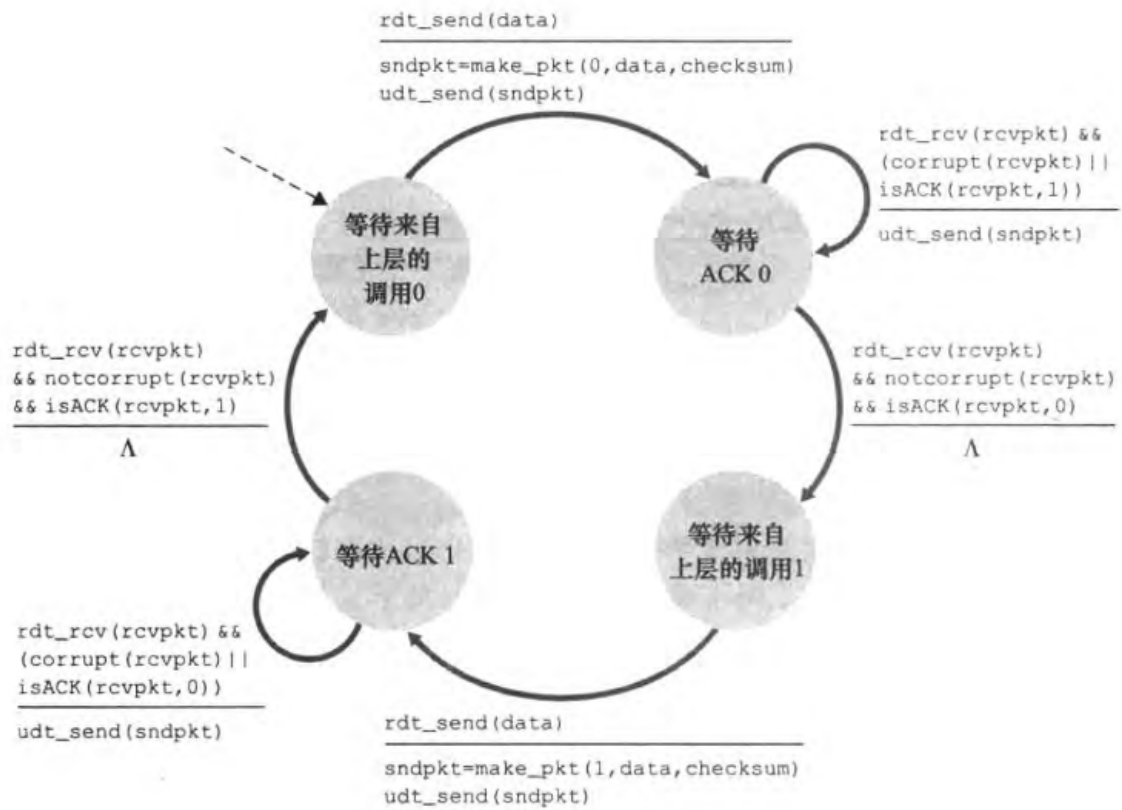 rdt_send(data)
sndpkt=make_pkt(0,data,checksum)
udt_send(sndpkt)
rdt_rcv(rcvpkt) &&
(corrupt(rcvpkt)||
isACK(rcvpkt,1))
udt_send(sndpkt)
等待来自
上层的
调用0
等待
ACK 0
rdt_rcv(rcvpkt)
&& notcorrupt(rcvpkt)
&& isACK(rcvpkt,1)
Λ
rdt_rcv(rcvpkt)
&& notcorrupt(rcvpkt)
&& isACK(rcvpkt,0)
Λ
等待ACK 1
等待来自
上层的调用1
rdt_rcv(rcvpkt) &&
(corrupt(rcvpkt)||
isACK(rcvpkt,0))
udt_send(sndpkt)
rdt_send(data)
sndpkt=make_pkt(1,data,checksum)
udt_send(sndpkt)